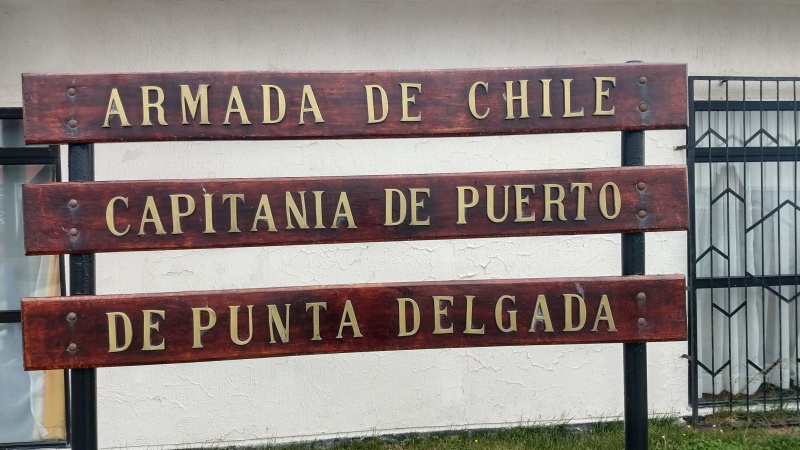 ARMADA DE CHILE
CAPITANIA DE PUERTO
DE PUNTA DELGADA